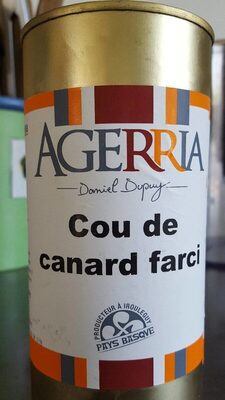 AGERRIA
Daniel Dupuy
Cou de
canard farci
PRODUCTEUR À IROULEGUY
PAYS BASQUE